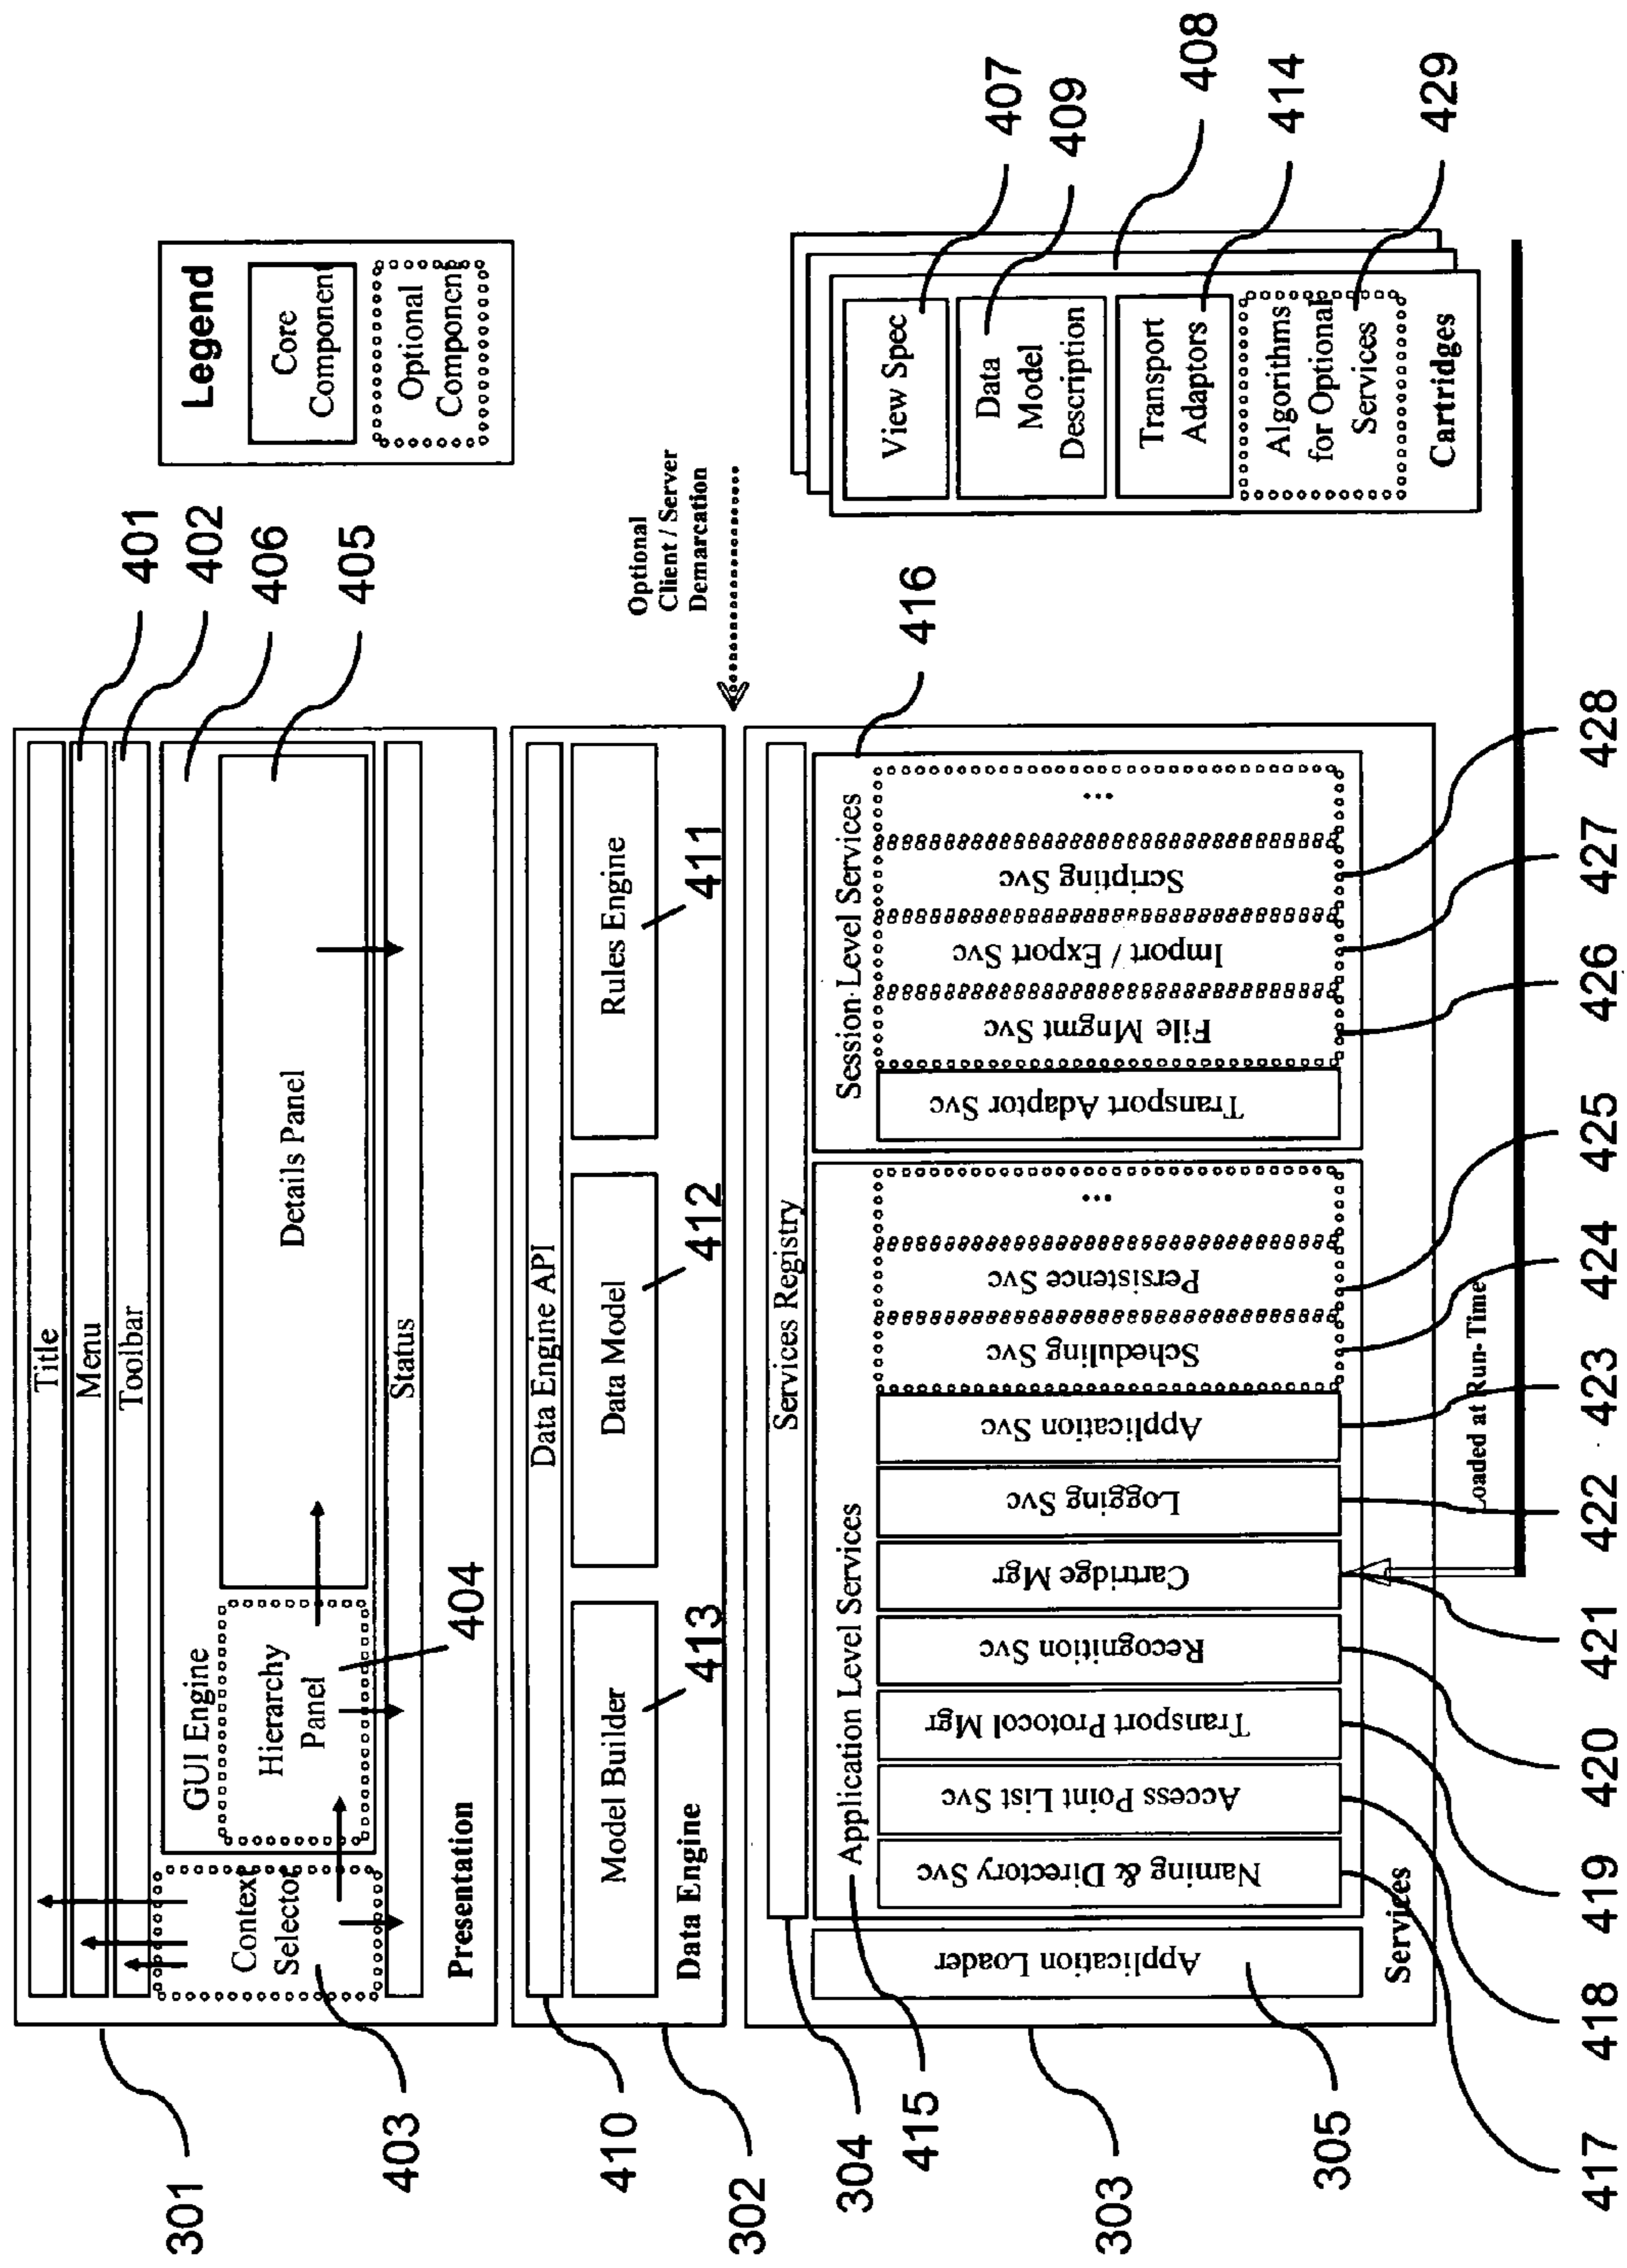 Title
Menu
Toolbar
Context
Selector
GUI Engine
Hierarchy
Panel
Details Panel
Status
Presentation
301
401
402
406
405
403
404
Legend
Core
Component
Optional
Component
Data Engine API
Model Builder
Data Model
Rules Engine
Data Engine
413
412
411
410
302
Optional
Client / Server
Demarcation
Services Registry
Application Level Services
Session Level Services
Application Loader
Naming & Directory Svc
Access Point List Svc
Transport Protocol Mgr
Recognition Svc
Cartridge Mgr
Logging Svc
Application Svc
Scheduling Svc
Persistence Svc
...
Transport Adaptor Svc
File Mngmt Svc
Import / Export Svc
Scripting Svc
...
Services
416
304
415
303
305
View Spec
Data
Model
Description
Transport
Adaptors
Algorithms
for Optional
Services
Cartridges
407
409
408
414
429
Loaded at Run-Time
417
418
419
420
421
422
423
424
425
426
427
428